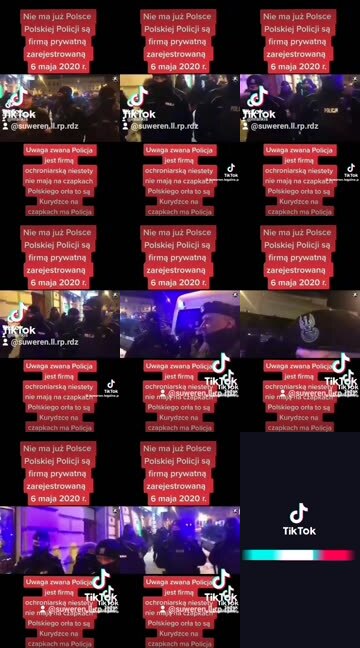 Nie ma już Polsce
Polskiej Policji są
firmą prywatną
zarejestrowaną
6 maja 2020 r.
TikTok
@suweren.ll.rp.rdz
Uwaga zwana Policja
jest firmą
ochroniarską niestety
nie mają na czapkach
Polskiego orła to są
Kurydzce na
czapkach ma Policja
Nie ma już Polsce
Polskiej Policji są
firmą prywatną
zarejestrowaną
6 maja 2020 r.
TikTok
@suweren.ll.rp.rdz
Uwaga zwana Policja
jest firmą
ochroniarską niestety
nie mają na czapkach
Polskiego orła to są
Kurydzce na
czapkach ma Policja
TikTok
Nie ma już Polsce
Polskiej Policji są
firmą prywatną
zarejestrowaną
6 maja 2020 r.
TikTok
@suweren.ll.rp.rdz
Uwaga zwana Policja
jest firmą
ochroniarską niestety
nie mają na czapkach
Polskiego orła to są
Kurydzce na
czapkach ma Policja
TikTok
Nie ma już Polsce
Polskiej Policji są
firmą prywatną
zarejestrowaną
6 maja 2020 r.
TikTok
@suweren.ll.rp.rdz
Uwaga zwana Policja
jest firmą
ochroniarską niestety
nie mają na czapkach
Polskiego orła to są
Kurydzce na
czapkach ma Policja
TikTok
Nie ma już Polsce
Polskiej Policji są
firmą prywatną
zarejestrowaną
6 maja 2020 r.
Uwaga zwana Policja
jest firmą
ochroniarską niestety
nie mają na czapkach
Polskiego orła to są
Kurydzce na
czapkach ma Policja
TikTok
@suweren.ll.rp.rdz
Nie ma już Polsce
Polskiej Policji są
firmą prywatną
zarejestrowaną
6 maja 2020 r.
Uwaga zwana Policja
jest firmą
ochroniarską niestety
nie mają na czapkach
Polskiego orła to są
Kurydzce na
czapkach ma Policja
TikTok
@suweren.ll.rp.rdz
Nie ma już Polsce
Polskiej Policji są
firmą prywatną
zarejestrowaną
6 maja 2020 r.
Uwaga zwana Policja
jest firmą
ochroniarską niestety
nie mają na czapkach
Polskiego orła to są
Kurydzce na
czapkach ma Policja
TikTok
TikTok
@suweren.ll.rp.rdz
Nie ma już Polsce
Polskiej Policji są
firmą prywatną
zarejestrowaną
6 maja 2020 r.
Uwaga zwana Policja
jest firmą
ochroniarską niestety
nie mają na czapkach
Polskiego orła to są
Kurydzce na
czapkach ma Policja
TikTok
TikTok
@suweren.ll.rp.rdz
TikTok